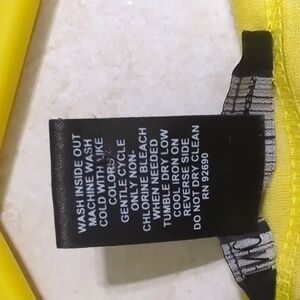 WASH INSIDE OUT
MACHINE WASH
COLD WITH LIKE
COLORS
GENTLE CYCLE
ONLY NON-
CHLORINE BLEACH
WHEN NEEDED
TUMBLE DRY LOW
COOL IRON ON
REVERSE SIDE
DO NOT DRY CLEAN
RN 92690